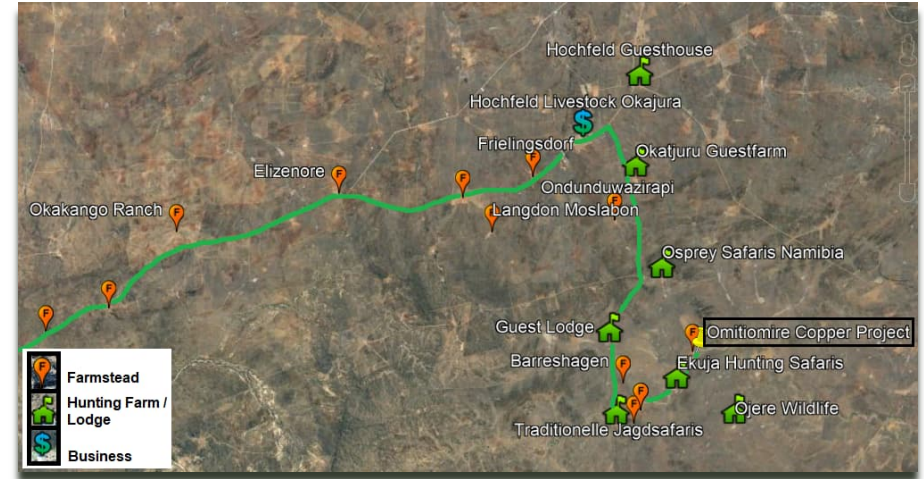 Hochfeld Guesthouse
Hochfeld Livestock Okajura
Frielingsdorf
Okatjuru Guestfarm
Elizenore
Ondunduwazirapi
Okakango Ranch
Langdon Moslabon
Osprey Safaris Namibia
Guest Lodge
Omitiomire Copper Project
Barreshagen
Ekuja Hunting Safaris
Ojere Wildlife
Traditionelle Jagdsafaris
F Farmstead
Hunting Farm /
Lodge
$ Business